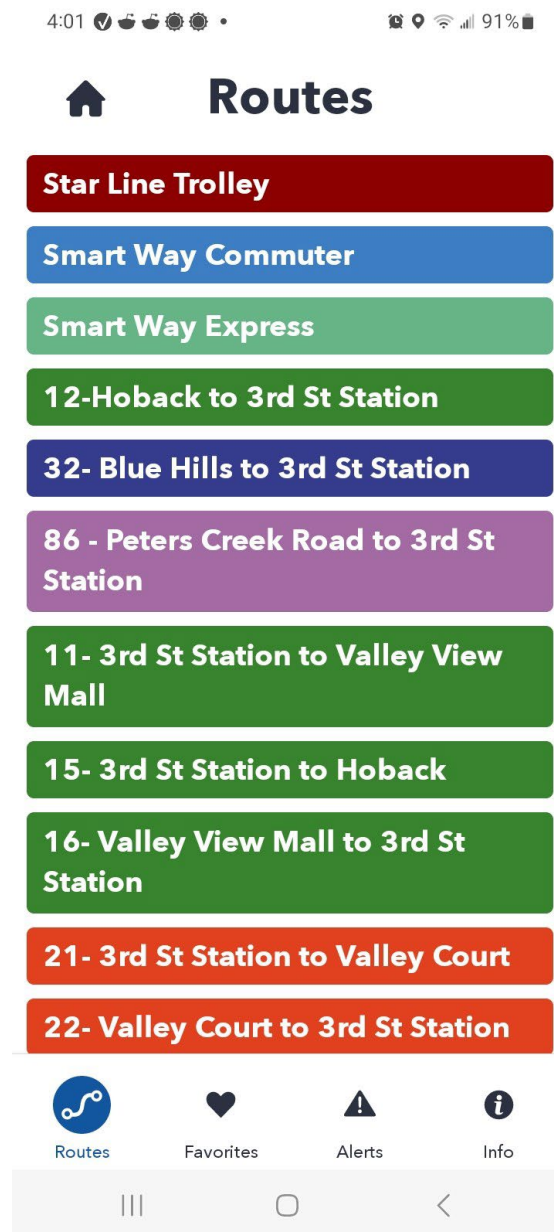 4:01
91%
Routes
Star Line Trolley
Smart Way Commuter
Smart Way Express
12-Hoback to 3rd St Station
32- Blue Hills to 3rd St Station
86 - Peters Creek Road to 3rd St
Station
11- 3rd St Station to Valley View
Mall
15- 3rd St Station to Hoback
16- Valley View Mall to 3rd St
Station
21- 3rd St Station to Valley Court
22- Valley Court to 3rd St Station
Routes
Favorites
Alerts
Info